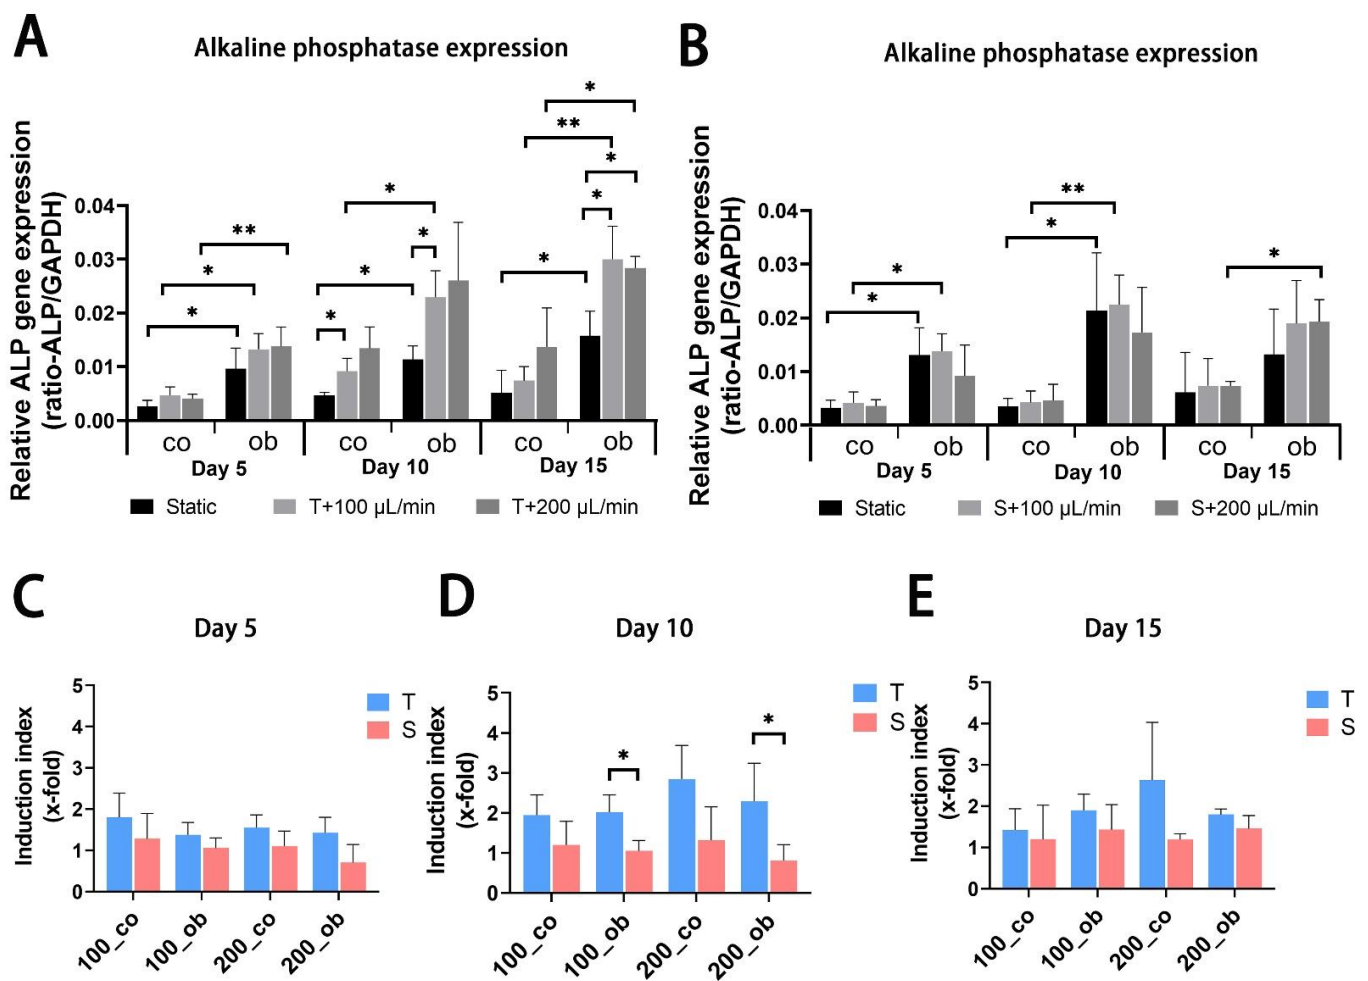 A
Alkaline phosphatase expression
Relative ALP gene expression
(ratio-ALP/GAPDH)
0.04
0.03
0.02
0.01
0.00
*
*
**
*
*
*
*
*
**
*
*
*
co
ob
co
ob
co
ob
Day 5
Day 10
Day 15
Static
T+100 µL/min
T+200 µL/min
B
Alkaline phosphatase expression
Relative ALP gene expression
(ratio-ALP/GAPDH)
0.04
0.03
0.02
0.01
0.00
*
*
*
**
*
co
ob
co
ob
co
ob
Day 5
Day 10
Day 15
Static
S+100 µL/min
S+200 µL/min
C
Day 5
Induction index
(x-fold)
5
4
3
2
1
0
T
S
100_co
100_ob
200_co
200_ob
D
Day 10
Induction index
(x-fold)
5
4
3
2
1
0
*
*
T
S
100_co
100_ob
200_co
200_ob
E
Day 15
Induction index
(x-fold)
5
4
3
2
1
0
T
S
100_co
100_ob
200_co
200_ob